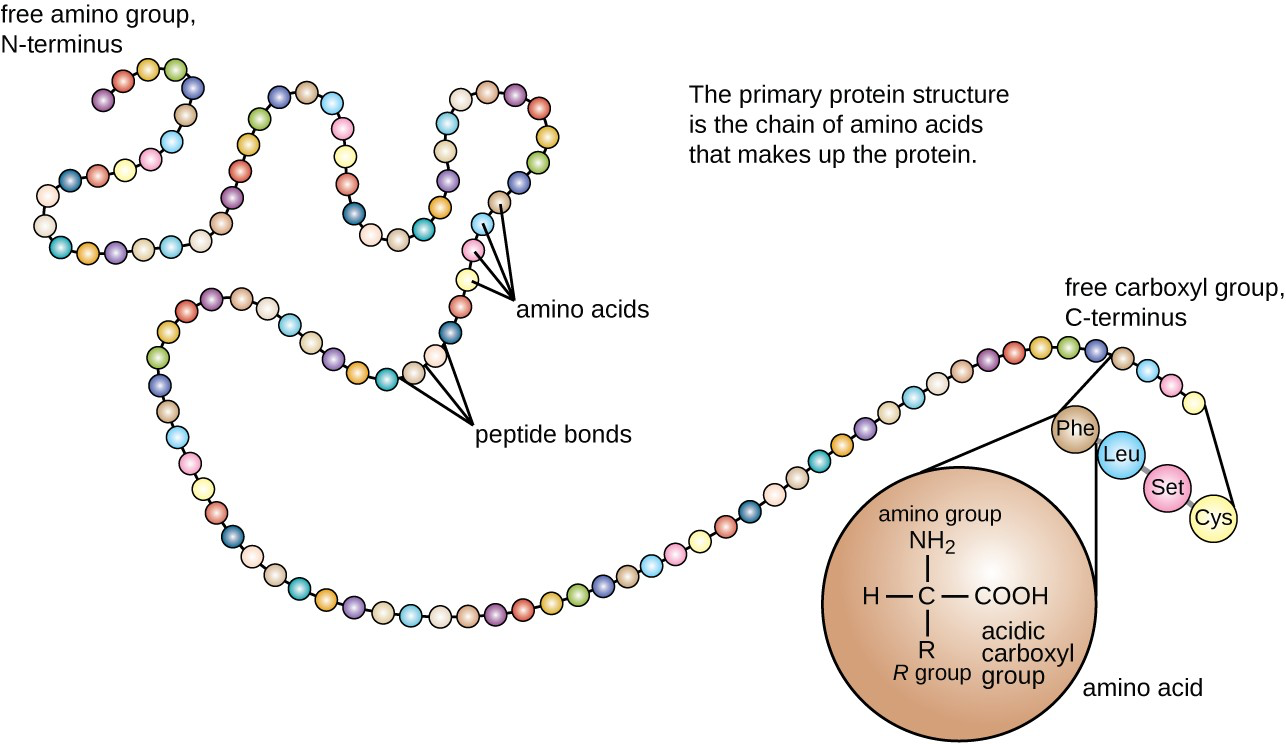 free amino group,
N-terminus
The primary protein structure
is the chain of amino acids
that makes up the protein.
amino acids
free carboxyl group,
C-terminus
peptide bonds
Phe
Leu
Set
Cys
amino group
NH₂
H C COOH
R
R group
acidic
carboxyl
group
amino acid